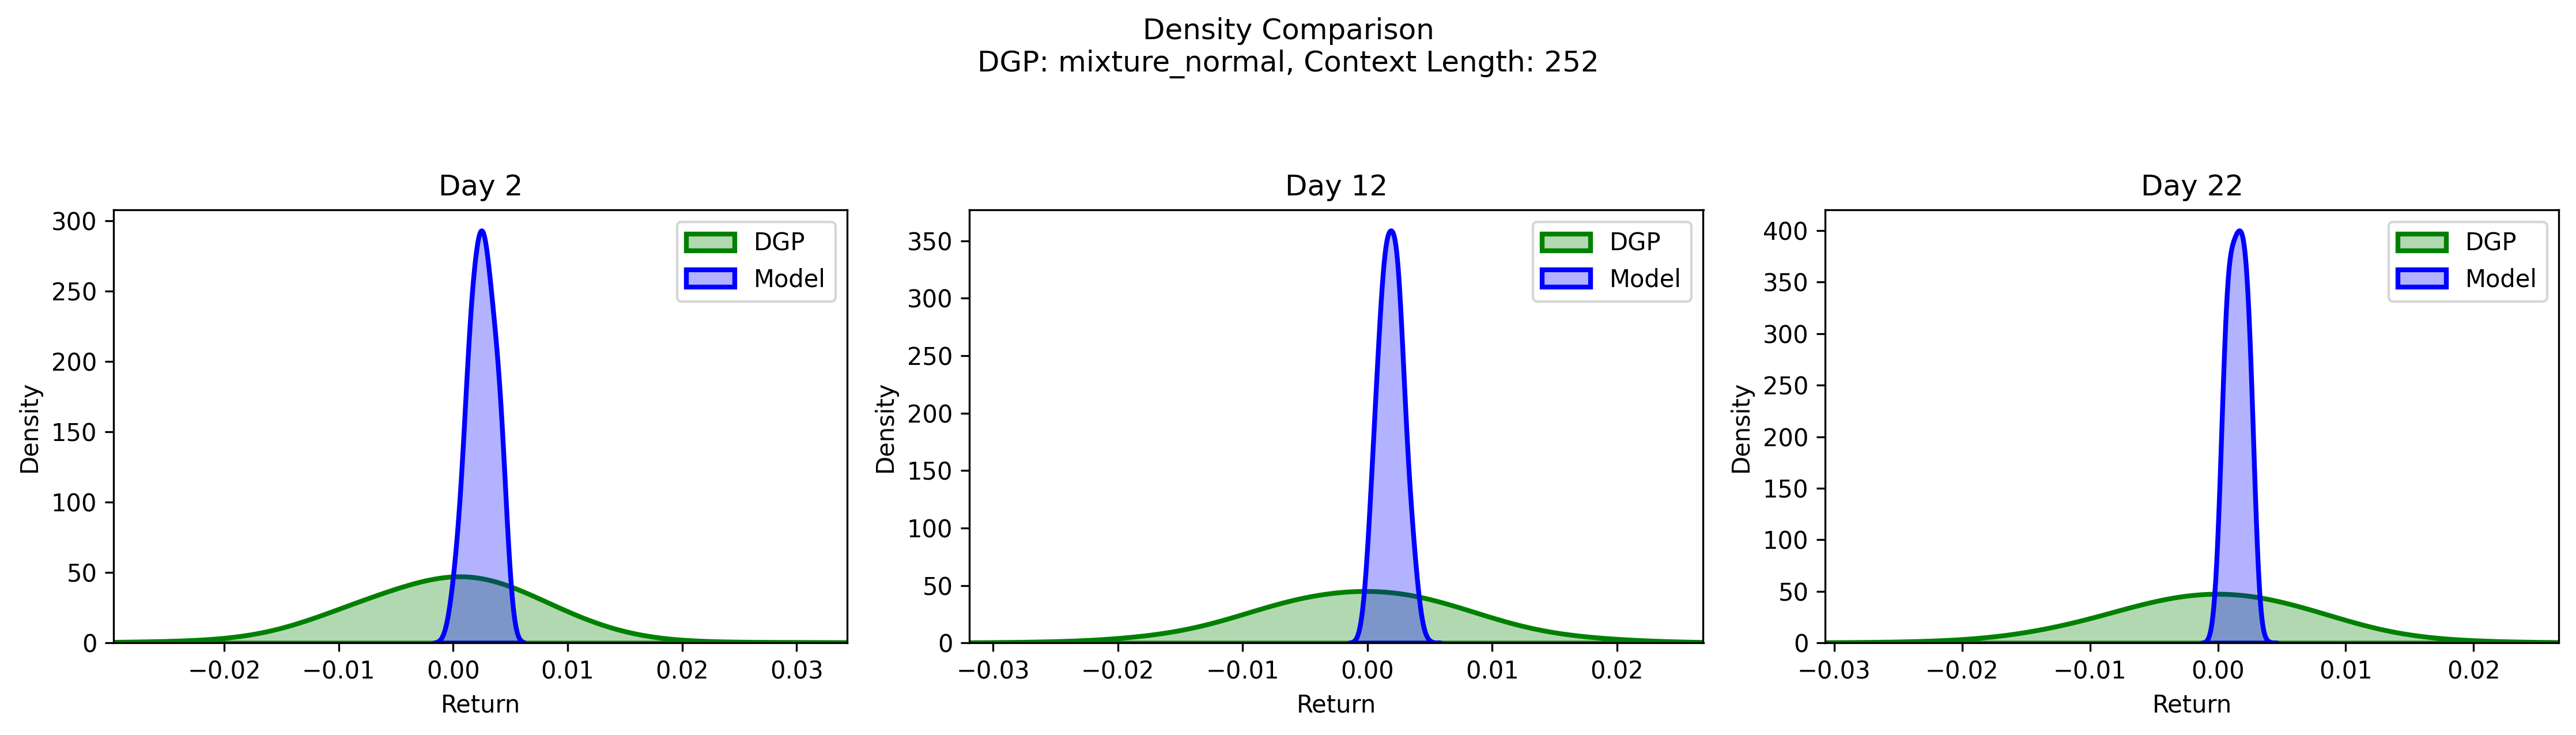 Density Comparison
DGP: mixture_normal, Context Length: 252
Day 2
300
250
200
150
100
50
0
Density
−0.02
−0.01
0.00
0.01
0.02
0.03
Return
DGP
Model
Day 12
350
300
250
200
150
100
50
0
Density
−0.03
−0.02
−0.01
0.00
0.01
0.02
Return
DGP
Model
Day 22
400
350
300
250
200
150
100
50
0
Density
−0.03
−0.02
−0.01
0.00
0.01
0.02
Return
DGP
Model